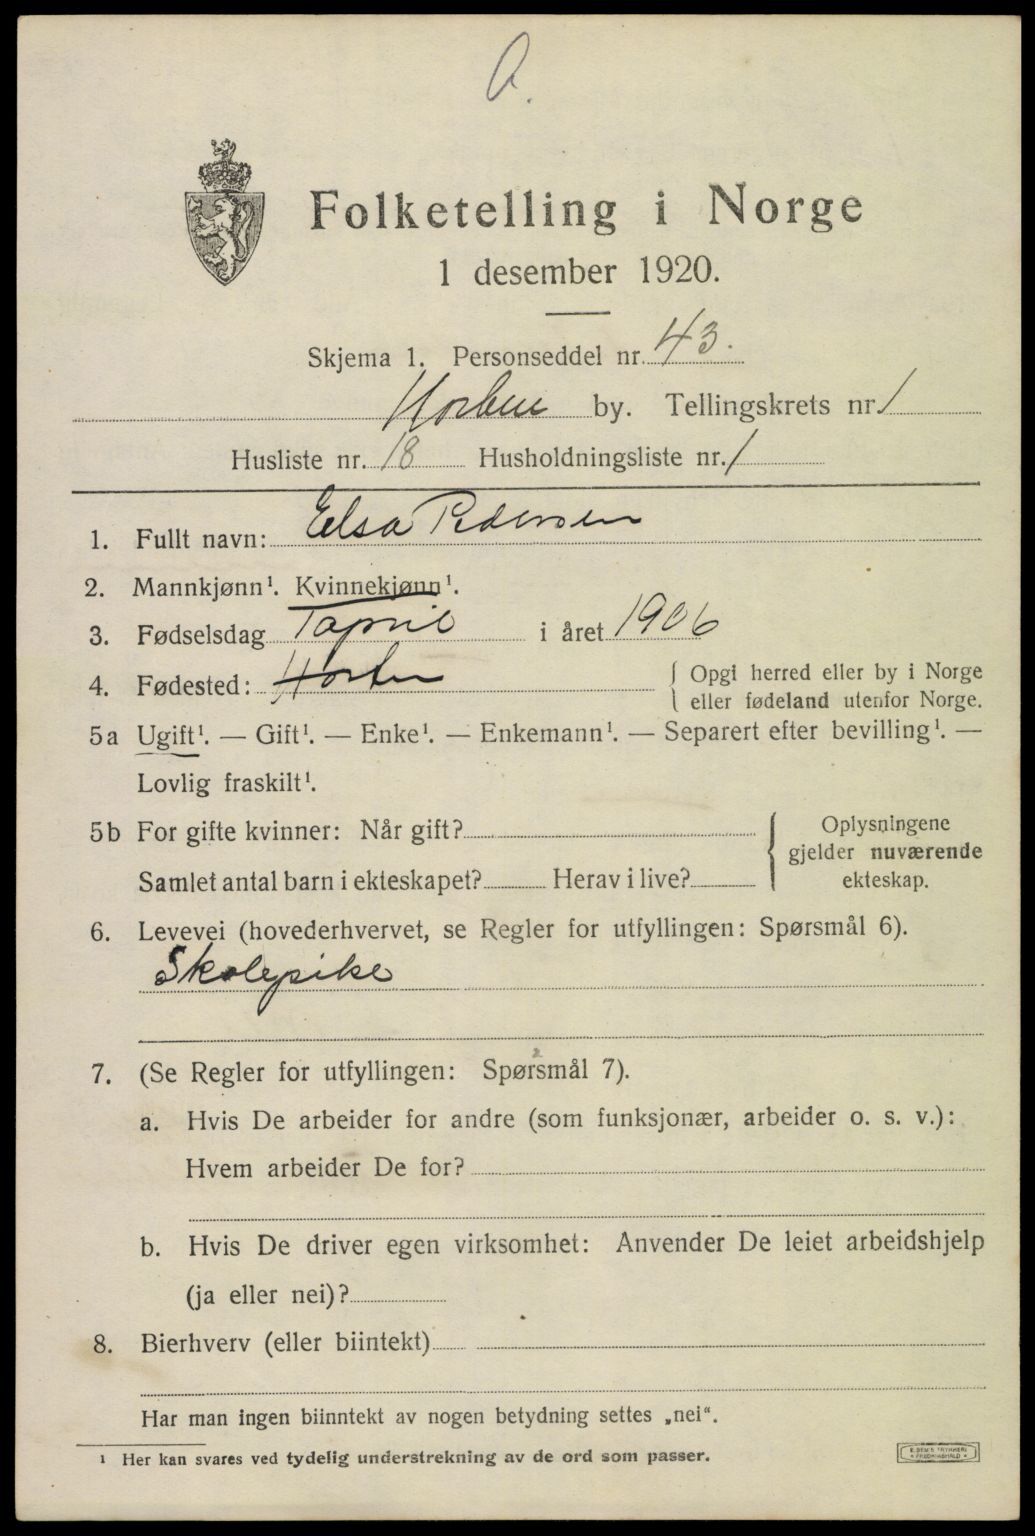 O.
Folketelling i Norge
1 desember 1920.
Skjema 1. Personseddel nr. 43.
Horten by. Tellingskrets nr. 1
Husliste nr. 18 Husholdningsliste nr. 1
1. Fullt navn: Elsa Pedersen
2. Mannkjønn¹. Kvinnekjønn¹.
3. Fødselsdag 7 april i året 1906
4. Fødested: Horten { Opgi herred eller by i Norge
eller fødeland utenfor Norge.
5a Ugift¹. — Gift¹. — Enke¹. — Enkemann¹. — Separert efter bevilling¹. —
Lovlig fraskilt¹.
5b For gifte kvinner: Når gift? { Oplysningene
gjelder nuværende
Samlet antal barn i ekteskapet? Herav i live? ekteskap.
6. Levevei (hovederhvervet, se Regler for utfyllingen: Spørsmål 6).
Skolepike
7. (Se Regler for utfyllingen: Spørsmål 7).
a. Hvis De arbeider for andre (som funksjonær, arbeider o. s. v.):
Hvem arbeider De for?
b. Hvis De driver egen virksomhet: Anvender De leiet arbeidshjelp
(ja eller nei)?
8. Bierhverv (eller biintekt)
Har man ingen biinntekt av nogen betydning settes „nei“.
¹ Her kan svares ved tydelig understrekning av de ord som passer.